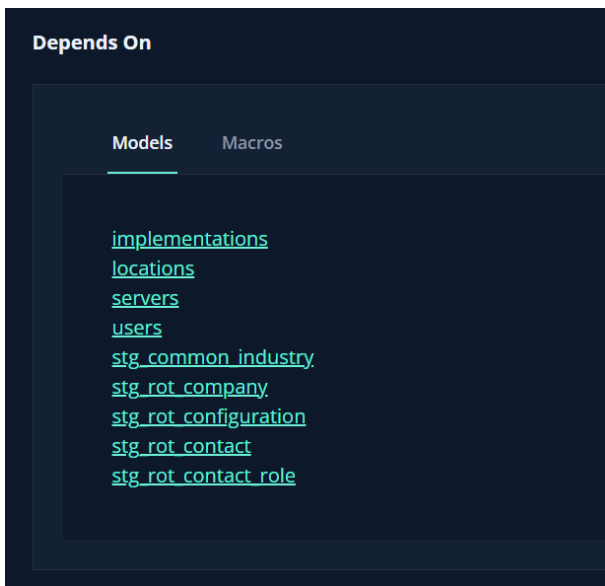 Depends On
Models Macros
implementations
locations
servers
users
stg_common_industry
stg_rot_company
stg_rot_configuration
stg_rot_contact
stg_rot_contact_role